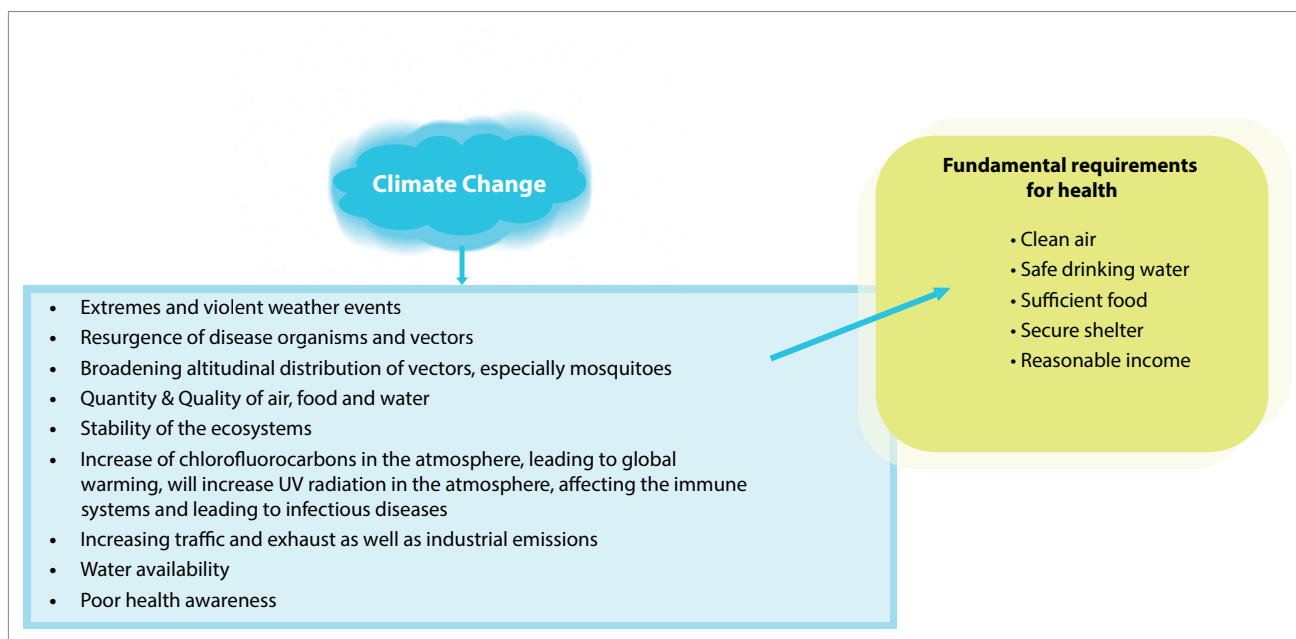 Climate Change
• Extremes and violent weather events
• Resurgence of disease organisms and vectors
• Broadening altitudinal distribution of vectors, especially mosquitoes
• Quantity & Quality of air, food and water
• Stability of the ecosystems
• Increase of chlorofluorocarbons in the atmosphere, leading to global
warming, will increase UV radiation in the atmosphere, affecting the immune
systems and leading to infectious diseases
• Increasing traffic and exhaust as well as industrial emissions
• Water availability
• Poor health awareness
Fundamental requirements
for health
• Clean air
• Safe drinking water
• Sufficient food
• Secure shelter
• Reasonable income